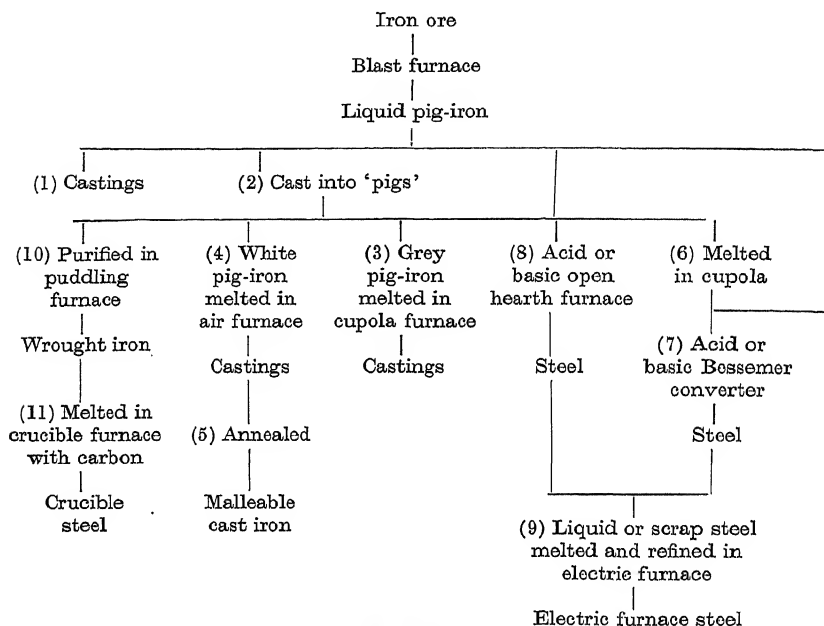 Iron ore
Blast furnace
Liquid pig-iron
(1) Castings
(2) Cast into ‘pigs’
(10) Purified in
puddling
furnace
(4) White
pig-iron
melted in
air furnace
(3) Grey
pig-iron
melted in
cupola furnace
(8) Acid or
basic open
hearth furnace
(6) Melted
in cupola
Wrought iron
Castings
Castings
Steel
(7) Acid or
basic Bessemer
converter
(11) Melted in
crucible furnace
with carbon
(5) Annealed
Steel
Crucible
steel
Malleable
cast iron
(9) Liquid or scrap steel
melted and refined in
electric furnace
Electric furnace steel